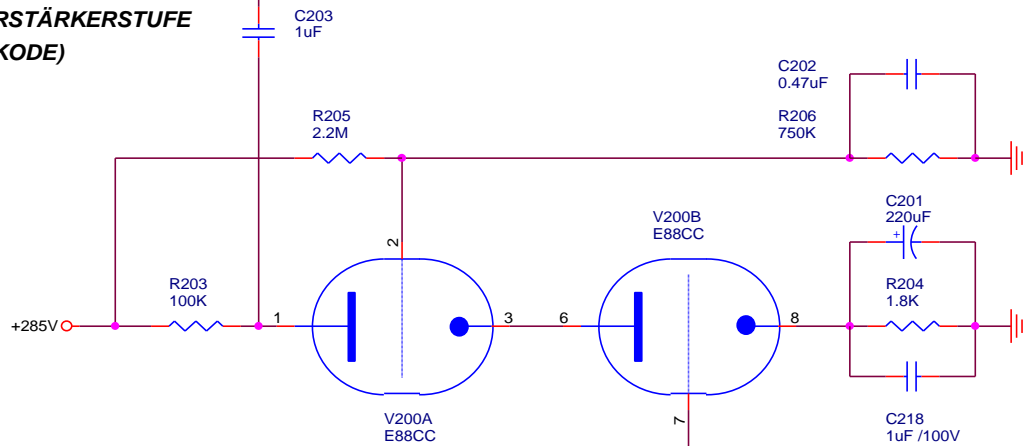 RSTÄRKERSTUFE
KODE)
C203
1uF
C202
0.47uF
R205
2.2M
R206
750K
C201
220uF
+
V200B
E88CC
2
R203
100K
R204
1.8K
+285V
1
3
6
8
7
V200A
E88CC
C218
1uF /100V